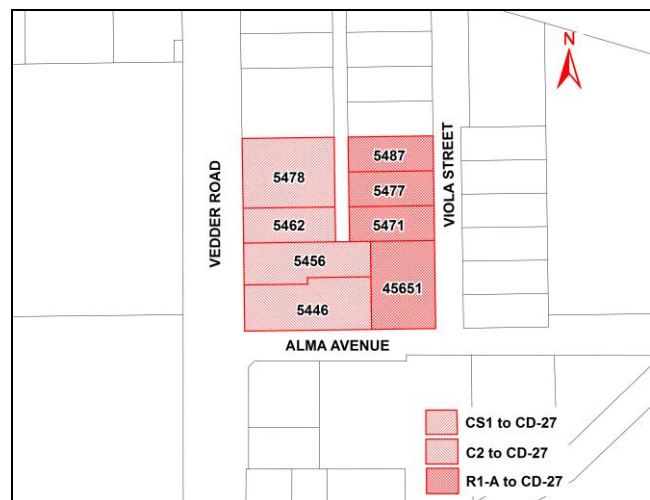 N
5487
5478
5477
VEDDER ROAD
VIOLA STREET
5462
5471
5456
45651
5446
ALMA AVENUE
CS1 to CD-27
C2 to CD-27
R1-A to CD-27